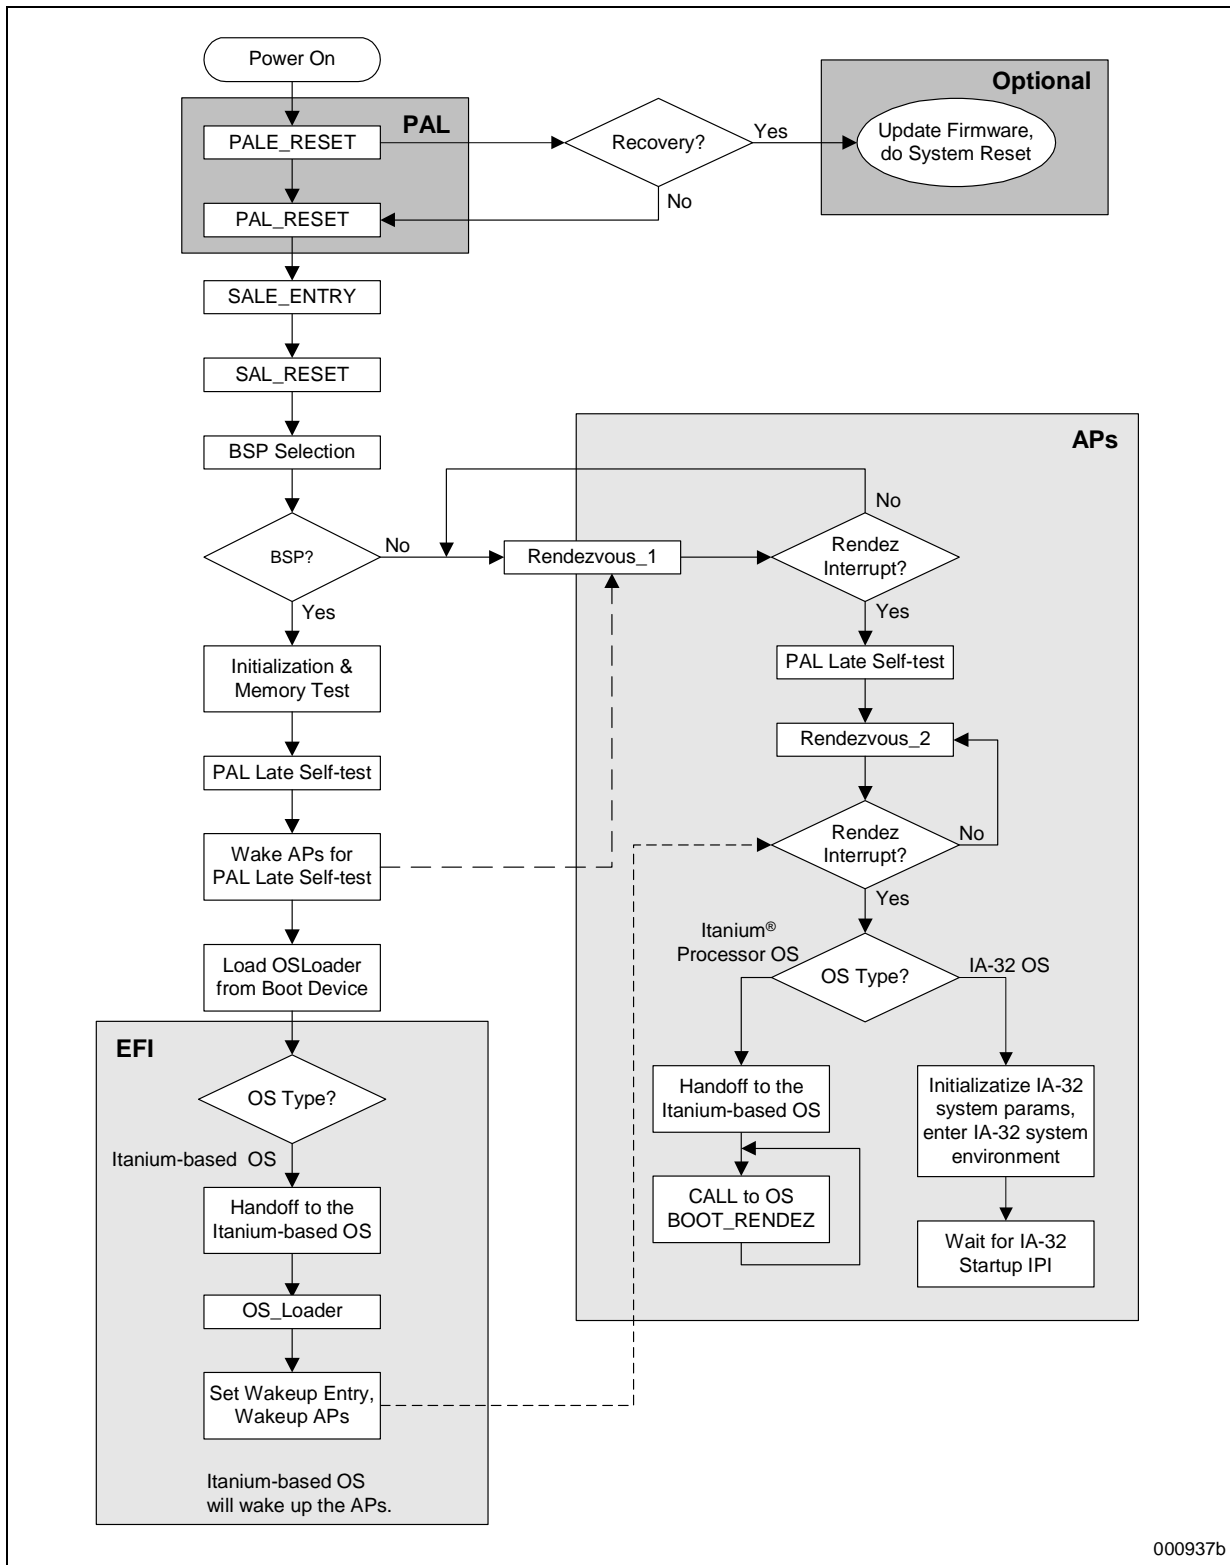 Power On
PAL
Optional
PALE_RESET
Recovery?
Yes
Update Firmware,
do System Reset
No
PAL_RESET
SALE_ENTRY
SAL_RESET
BSP Selection
APs
BSP?
No
Rendezvous_1
Rendez
Interrupt?
No
Yes
Yes
Initialization &
Memory Test
PAL Late Self-test
Rendezvous_2
PAL Late Self-test
Wake APs for
PAL Late Self-test
Rendez
Interrupt?
No
Yes
Load OSLoader
from Boot Device
Itanium®
Processor OS
OS Type?
IA-32 OS
EFI
OS Type?
Itanium-based OS
Handoff to the
Itanium-based OS
Initializatize IA-32
system params,
enter IA-32 system
environment
Handoff to the
Itanium-based OS
CALL to OS
BOOT_RENDEZ
Wait for IA-32
Startup IPI
OS_Loader
Set Wakeup Entry,
Wakeup APs
Itanium-based OS
will wake up the APs.
000937b